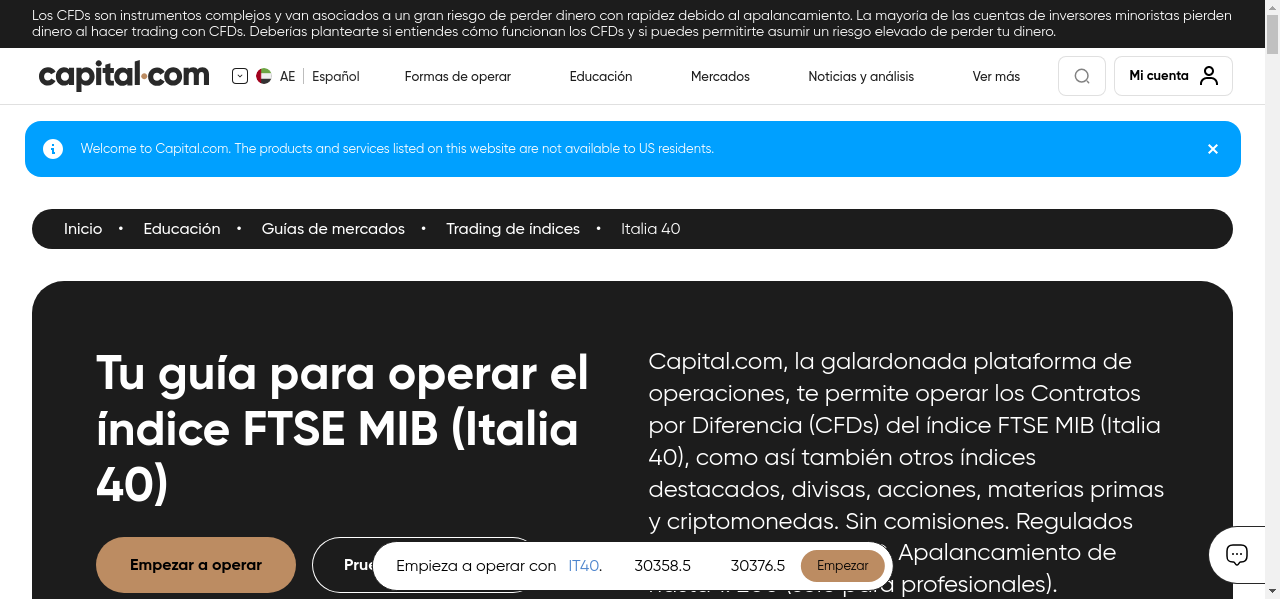 Los CFDs son instrumentos complejos y van asociados a un gran riesgo de perder dinero con rapidez debido al apalancamiento. La mayoría de las cuentas de inversores minoristas pierden
dinero al hacer trading con CFDs. Deberías plantearte si entiendes cómo funcionan los CFDs y si puedes permitirte asumir un riesgo elevado de perder tu dinero.
capital.com
AE
Español
Formas de operar
Educación
Mercados
Noticias y análisis
Ver más
Mi cuenta
Welcome to Capital.com. The products and services listed on this website are not available to US residents.
Inicio • Educación • Guías de mercados • Trading de índices • Italia 40
Tu guía para operar el
índice FTSE MIB (Italia
40)
Empezar a operar
Capital.com, la galardonada plataforma de
operaciones, te permite operar los Contratos
por Diferencia (CFDs) del índice FTSE MIB (Italia
40), como así también otros índices
destacados, divisas, acciones, materias primas
y criptomonedas. Sin comisiones. Regulados
Apalancamiento de
profesionales).
Empieza a operar con IT40. 30358.5 30376.5 Empezar